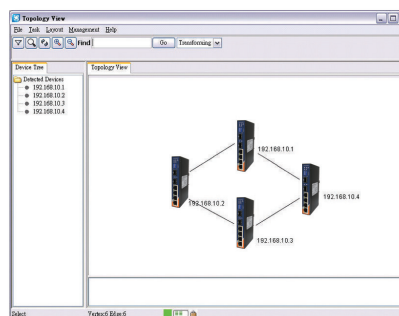 Topology View
File Task Layout Management Help
Find Go Transforming
Device Tree
Topology View
Detected Devices
192.168.10.1
192.168.10.2
192.168.10.3
192.168.10.4
192.168.10.1
192.168.10.2
192.168.10.4
192.168.10.3
Select
Vertex:6 Edge:6